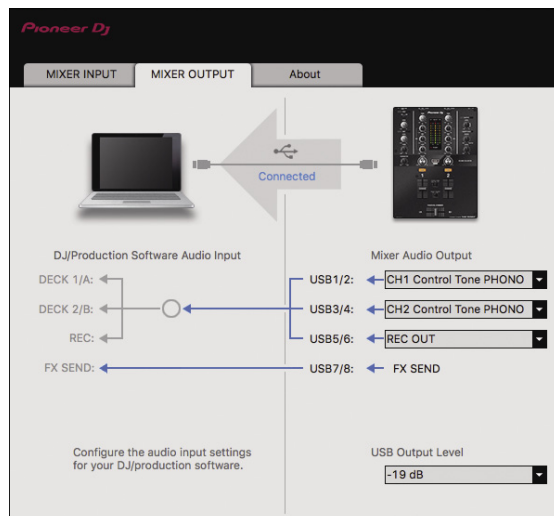 Pioneer Dj
MIXER INPUT
MIXER OUTPUT
About
Connected
DJ/Production Software Audio Input
Mixer Audio Output
DECK 1/A:
USB1/2:
CH1 Control Tone PHONO
DECK 2/B:
USB3/4:
CH2 Control Tone PHONO
REC:
USB5/6:
REC OUT
FX SEND:
USB7/8:
FX SEND
Configure the audio input settings
for your DJ/production software.
USB Output Level
-19 dB